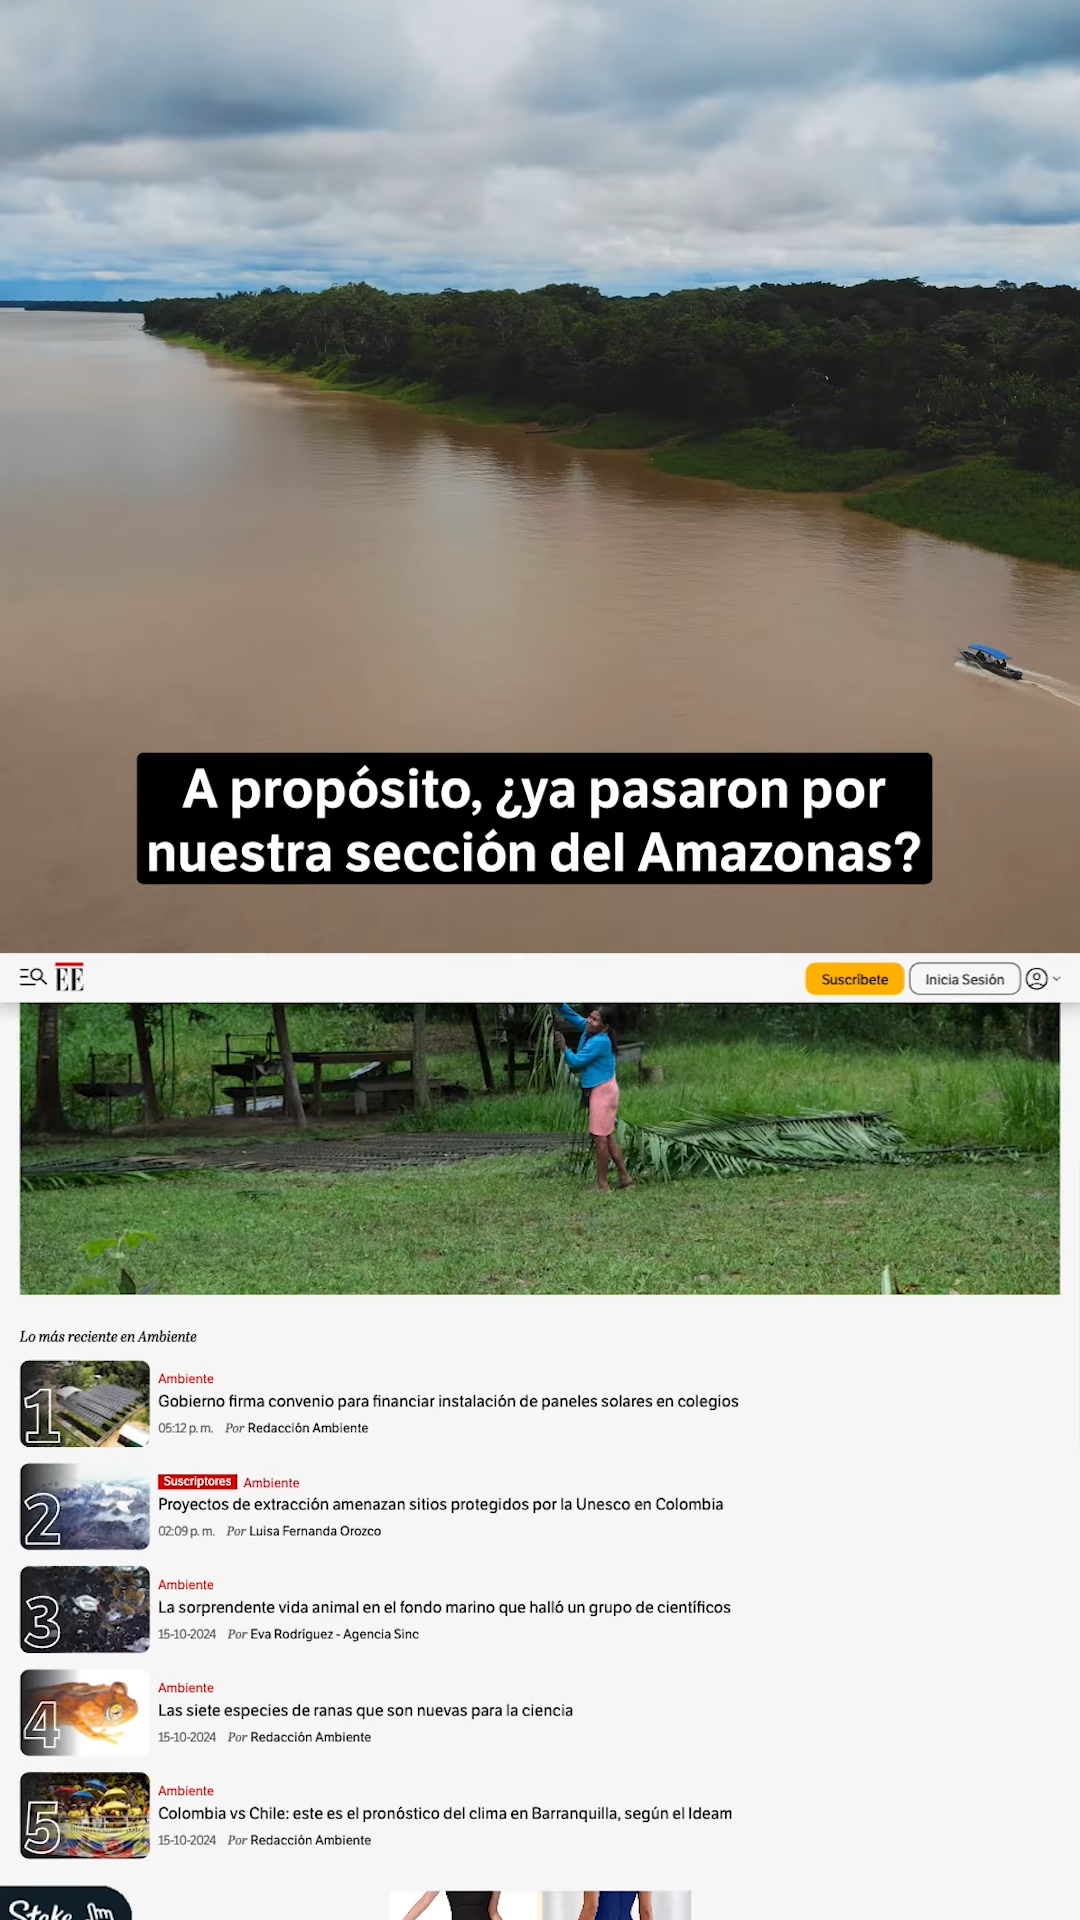 A propósito, ¿ya pasaron por
nuestra sección del Amazonas?
EE
Suscríbete
Inicia Sesión
Lo más reciente en Ambiente
1
Ambiente
Gobierno firma convenio para financiar instalación de paneles solares en colegios
05:12 p. m. Por Redacción Ambiente
2
Suscriptores Ambiente
Proyectos de extracción amenazan sitios protegidos por la Unesco en Colombia
02:09 p. m. Por Luisa Fernanda Orozco
3
Ambiente
La sorprendente vida animal en el fondo marino que halló un grupo de científicos
15-10-2024 Por Eva Rodríguez - Agencia Sinc
4
Ambiente
Las siete especies de ranas que son nuevas para la ciencia
15-10-2024 Por Redacción Ambiente
5
Ambiente
Colombia vs Chile: este es el pronóstico del clima en Barranquilla, según el Ideam
15-10-2024 Por Redacción Ambiente
Stake